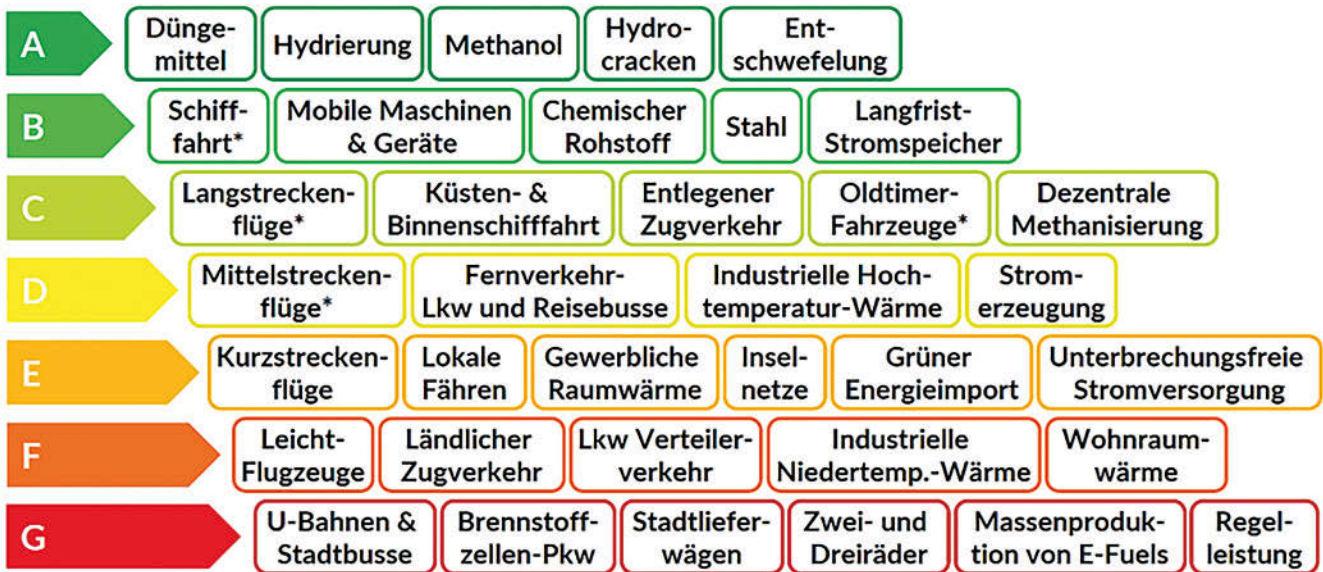 A
Dünge-
mittel
Hydrierung
Methanol
Hydro-
cracken
Ent-
schwefelung
B
Schiff-
fahrt*
Mobile Maschinen
& Geräte
Chemischer
Rohstoff
Stahl
Langfrist-
Stromspeicher
C
Langstrecken-
flüge*
Küsten- &
Binnenschifffahrt
Entlegener
Zugverkehr
Oldtimer-
Fahrzeuge*
Dezentrale
Methanisierung
D
Mittelstrecken-
flüge*
Fernverkehr-
Lkw und Reisebusse
Industrielle Hoch-
temperatur-Wärme
Strom-
erzeugung
E
Kurzstrecken-
flüge
Lokale
Fähren
Gewerbliche
Raumwärme
Insel-
netze
Grüner
Energieimport
Unterbrechungsfreie
Stromversorgung
F
Leicht-
Flugzeuge
Ländlicher
Zugverkehr
Lkw Verteiler-
verkehr
Industrielle
Niedertemp.-Wärme
Wohnraum-
wärme
G
U-Bahnen &
Stadtbusse
Brennstoff-
zellen-Pkw
Stadtliefer-
wägen
Zwei- und
Dreiräder
Massenproduk-
tion von E-Fuels
Regel-
leistung